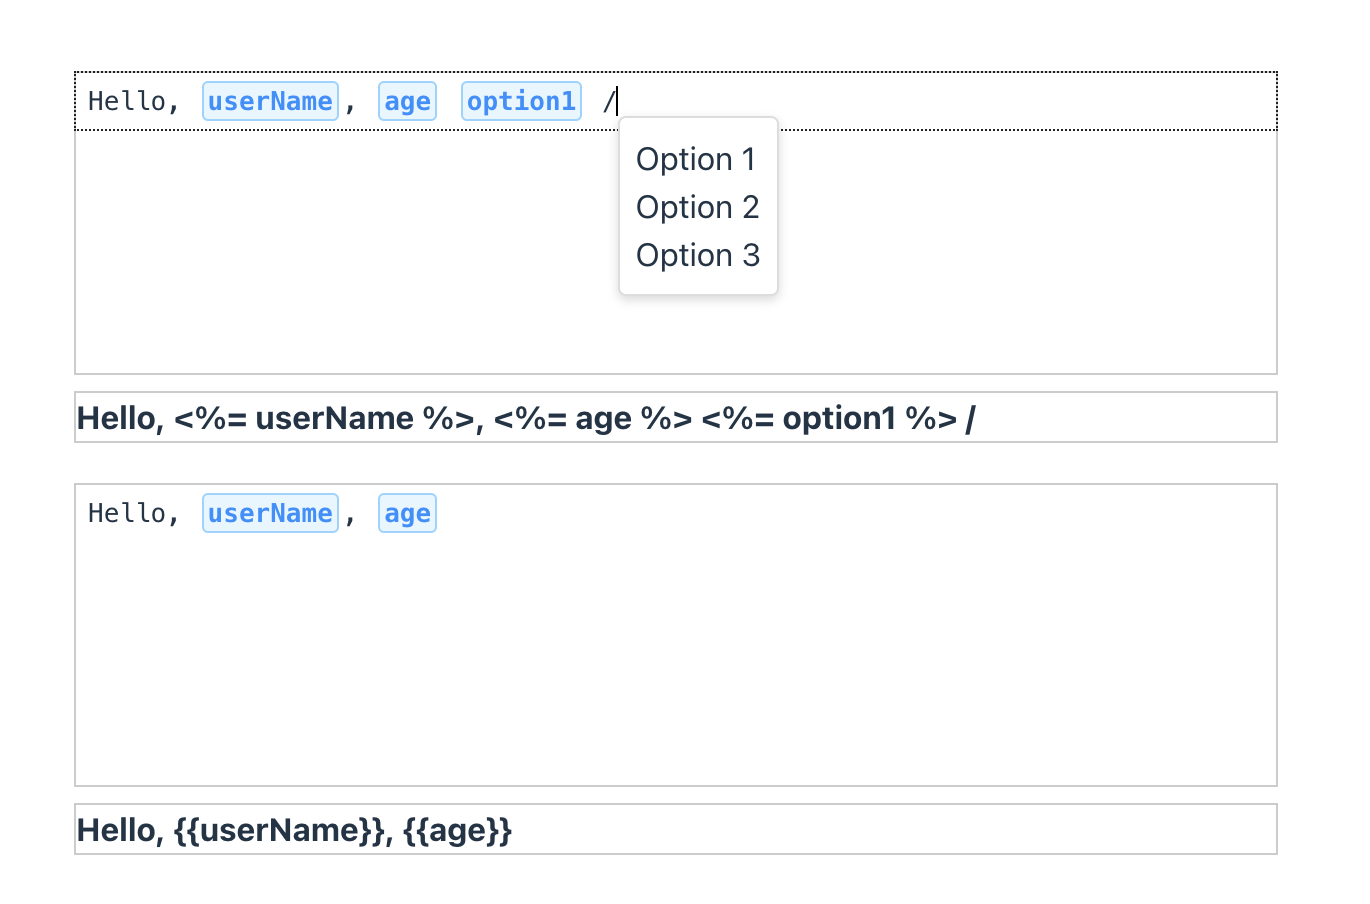 Hello, userName, age option1 /
Option 1
Option 2
Option 3
Hello, <%= userName %>, <%= age %> <%= option1 %> /
Hello, userName, age
Hello, {{userName}}, {{age}}